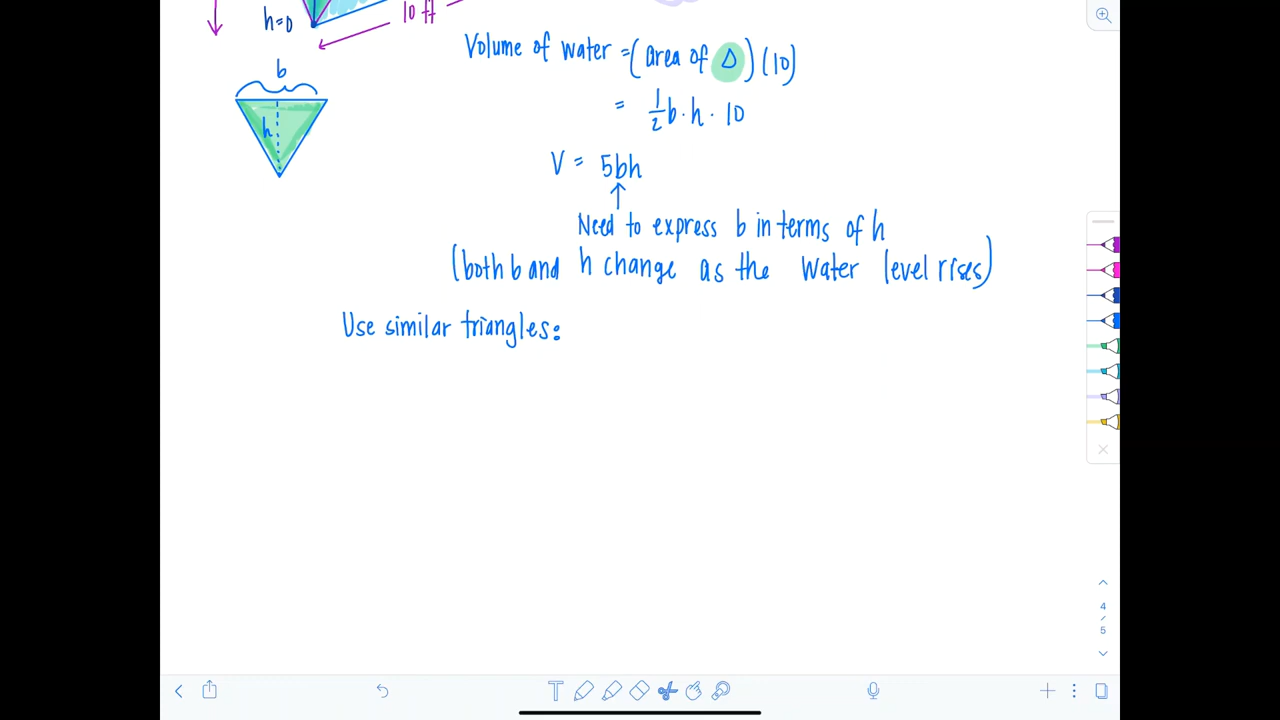 10 ft
h=0
b
h
Volume of water = (area of Δ)(10)
= 1/2 b · h · 10
V = 5bh
↑
Need to express b in terms of h
(both b and h change as the water level rises)
Use similar triangles:
4
/
5
T